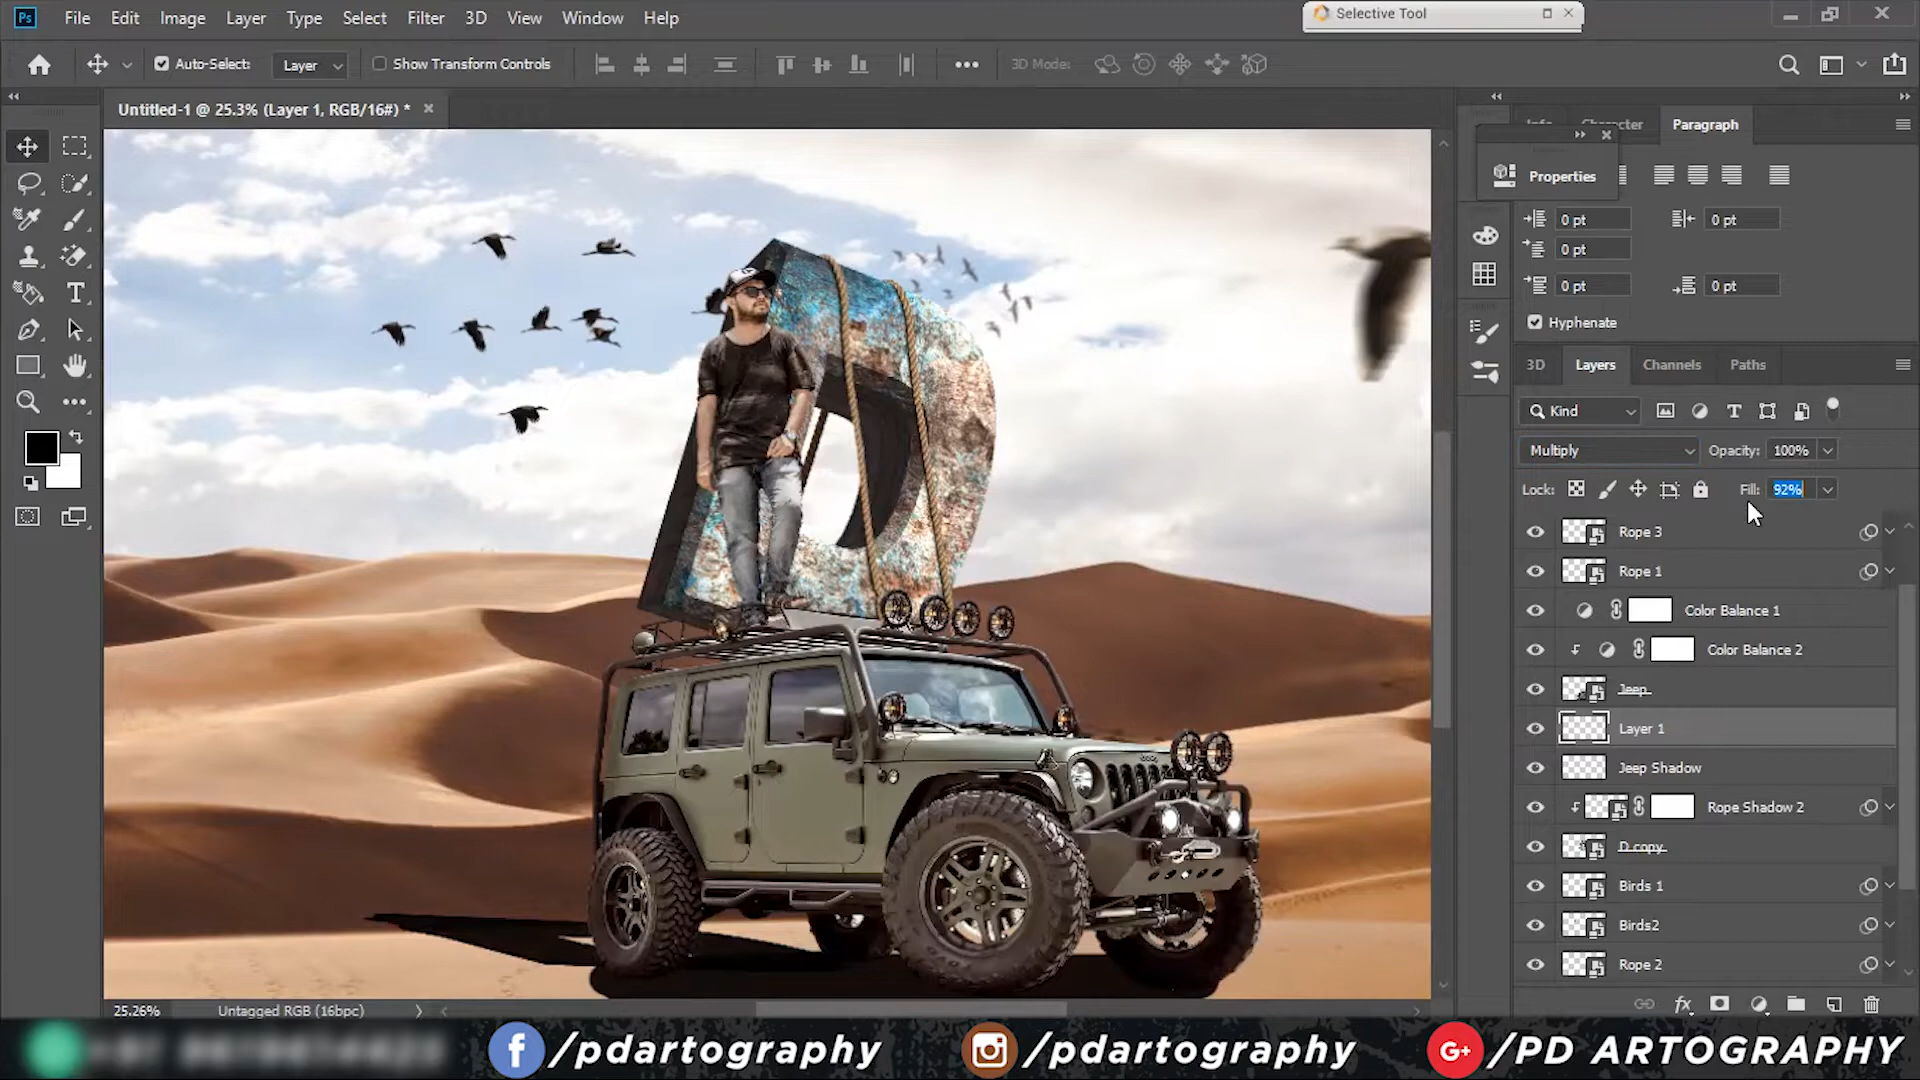 Ps File Edit Image Layer Type Select Filter 3D View Window Help
Selective Tool
Auto-Select: Layer Show Transform Controls 3D Mode:
Untitled-1 @ 25.3% (Layer 1, RGB/16#) *
Info Character Paragraph
Properties
0 pt 0 pt
0 pt
0 pt 0 pt
Hyphenate
3D Layers Channels Paths
Kind
Multiply Opacity: 100%
Lock: Fill: 92%
Rope 3
Rope 1
Color Balance 1
Color Balance 2
Jeep
Layer 1
Jeep Shadow
Rope Shadow 2
D copy
Birds 1
Birds2
Rope 2
25.26% Untagged RGB (16bpc)
/pdartography /pdartography G+ /PD ARTOGRAPHY